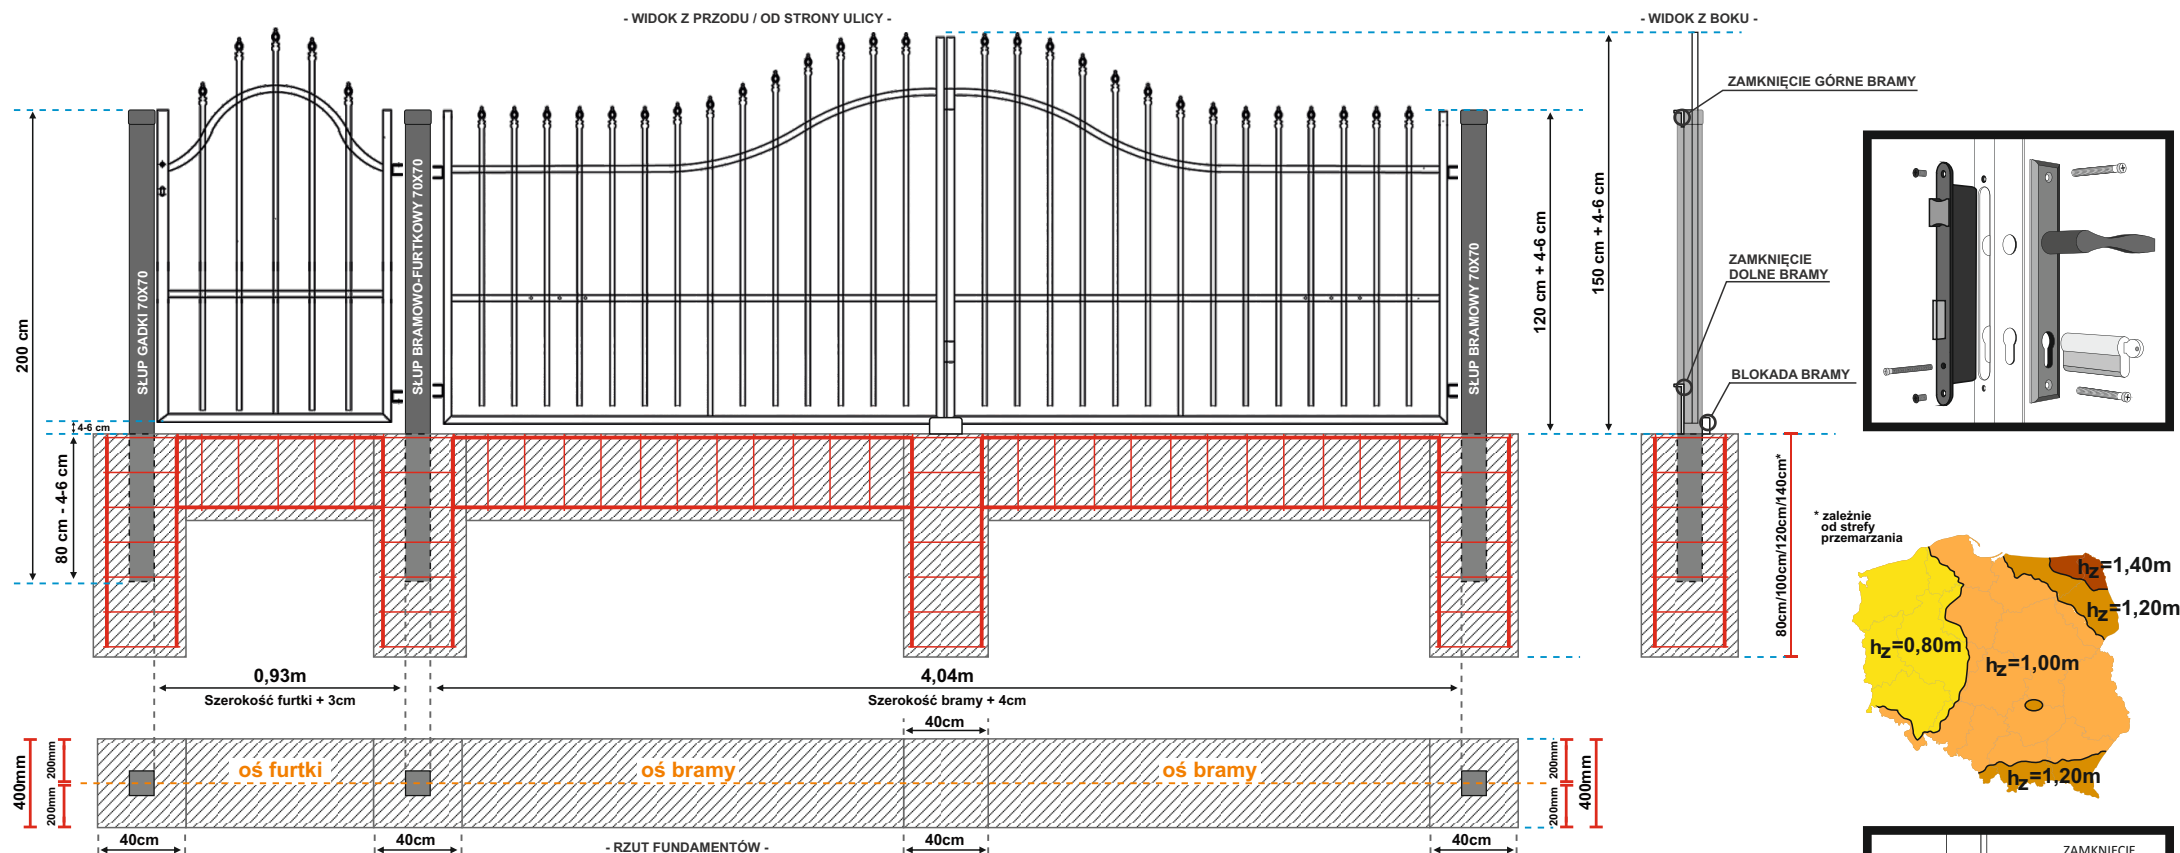 - WIDOK Z PRZODU / OD STRONY ULICY -
- WIDOK Z BOKU -
ZAMKNIĘCIE GÓRNE BRAMY
ZAMKNIĘCIE
DOLNE BRAMY
BLOKADA BRAMY
200 cm
SŁUP GADKI 70X70
SŁUP BRAMOWO-FURTKOWY 70X70
SŁUP BRAMOWY 70X70
120 cm + 4-6 cm
150 cm + 4-6 cm
4-6 cm
80 cm - 4-6 cm
80cm/100cm/120cm/140cm*
* zależnie
od strefy
przemarzania
hz=1,40m
hz=1,20m
hz=0,80m
hz=1,00m
hz=1,20m
0,93m
Szerokość furtki + 3cm
4,04m
Szerokość bramy + 4cm
40cm
400mm
200mm
200mm
oś furtki
oś bramy
oś bramy
200mm
200mm
400mm
40cm
40cm
40cm
40cm
- RZUT FUNDAMENTÓW -
ZAMKNIĘCIE